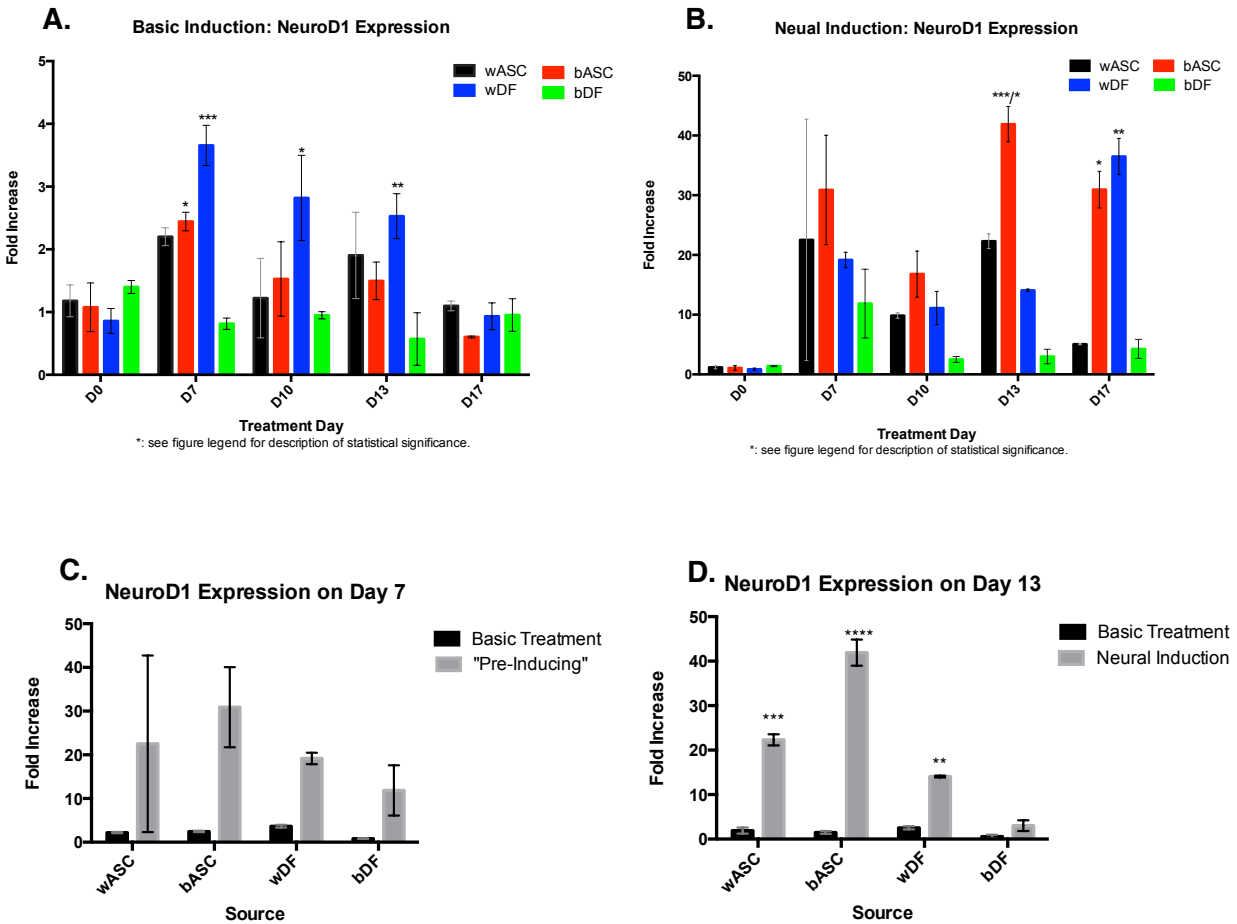 A.
Basic Induction: NeuroD1 Expression
wASC
bASC
wDF
bDF
5
4
3
2
1
0
Fold Increase
*
***
*
**
D0
D7
D10
D13
D17
Treatment Day
*: see figure legend for description of statistical significance.
B.
Neual Induction: NeuroD1 Expression
wASC
bASC
wDF
bDF
50
40
30
20
10
0
Fold Increase
***/*
*
**
D0
D7
D10
D13
D17
Treatment Day
*: see figure legend for description of statistical significance.
C.
NeuroD1 Expression on Day 7
Basic Treatment
"Pre-Inducing"
50
40
30
20
10
0
Fold Increase
wASC
bASC
wDF
bDF
Source
D.
NeuroD1 Expression on Day 13
Basic Treatment
Neural Induction
50
40
30
20
10
0
Fold Increase
***
****
**
wASC
bASC
wDF
bDF
Source